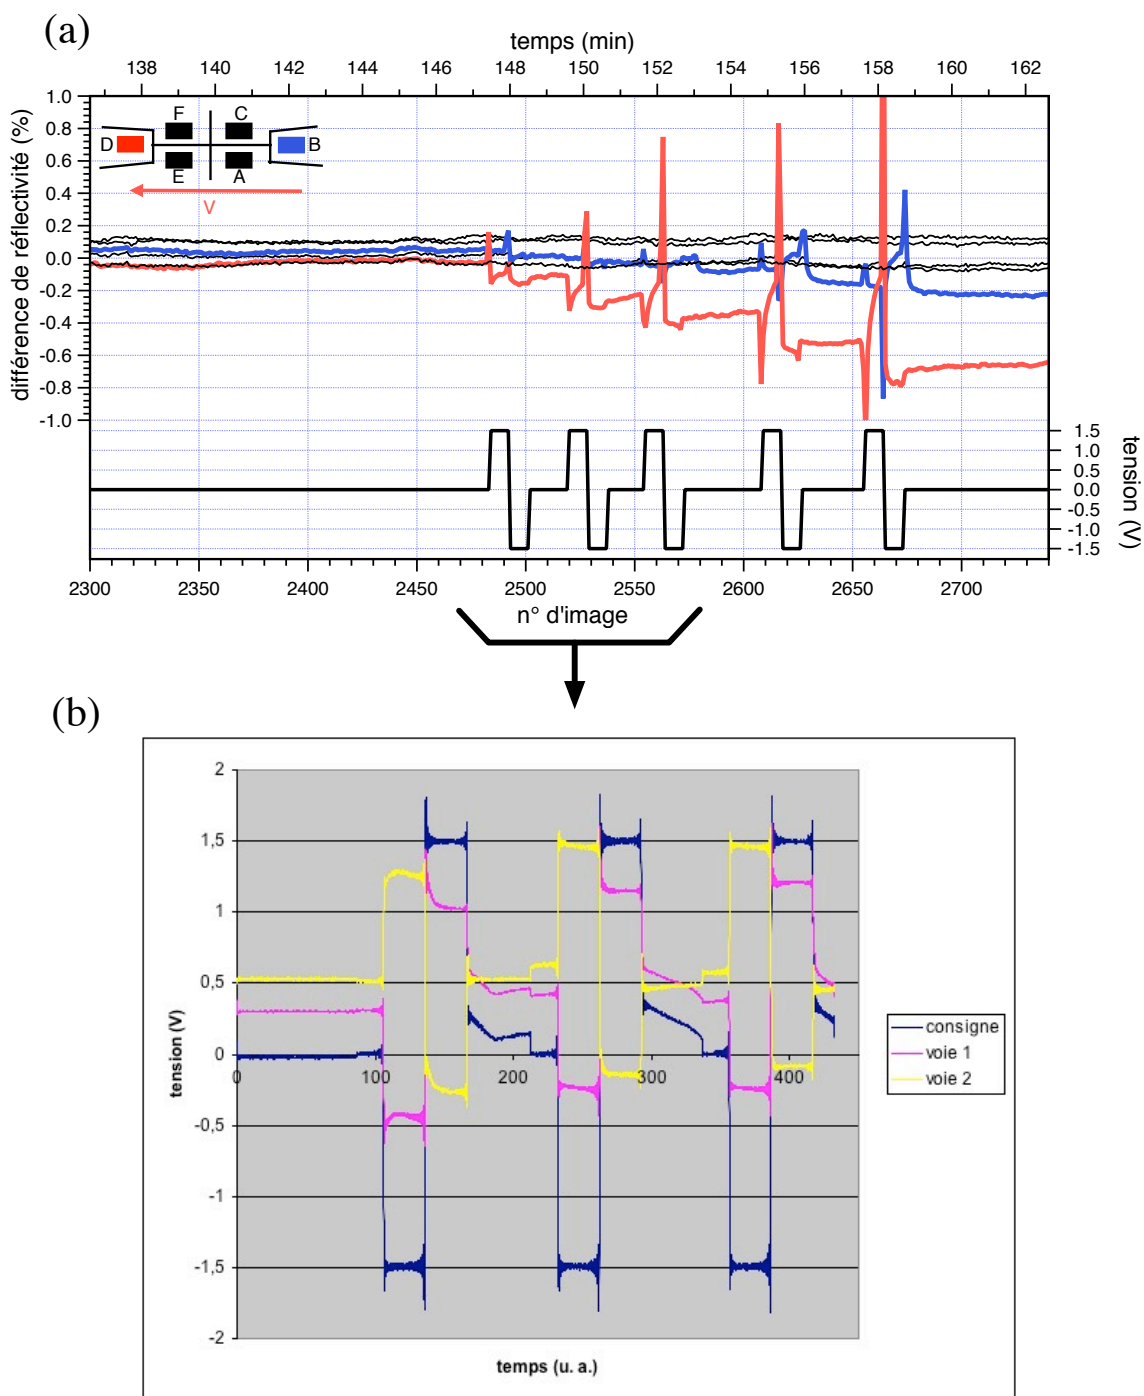 (a)
temps (min)
138 140 142 144 146 148 150 152 154 156 158 160 162
différence de réflectivité (%)
1.0
0.8
0.6
0.4
0.2
0.0
-0.2
-0.4
-0.6
-0.8
-1.0
F C
D B
E A
V
1.5
1.0
0.5
0.0
-0.5
-1.0
-1.5
tension (V)
2300 2350 2400 2450 2500 2550 2600 2650 2700
n° d'image
(b)
2
1,5
1
0,5
0
-0,5
-1
-1,5
-2
tension (V)
0 100 200 300 400
temps (u. a.)
consigne
voie 1
voie 2